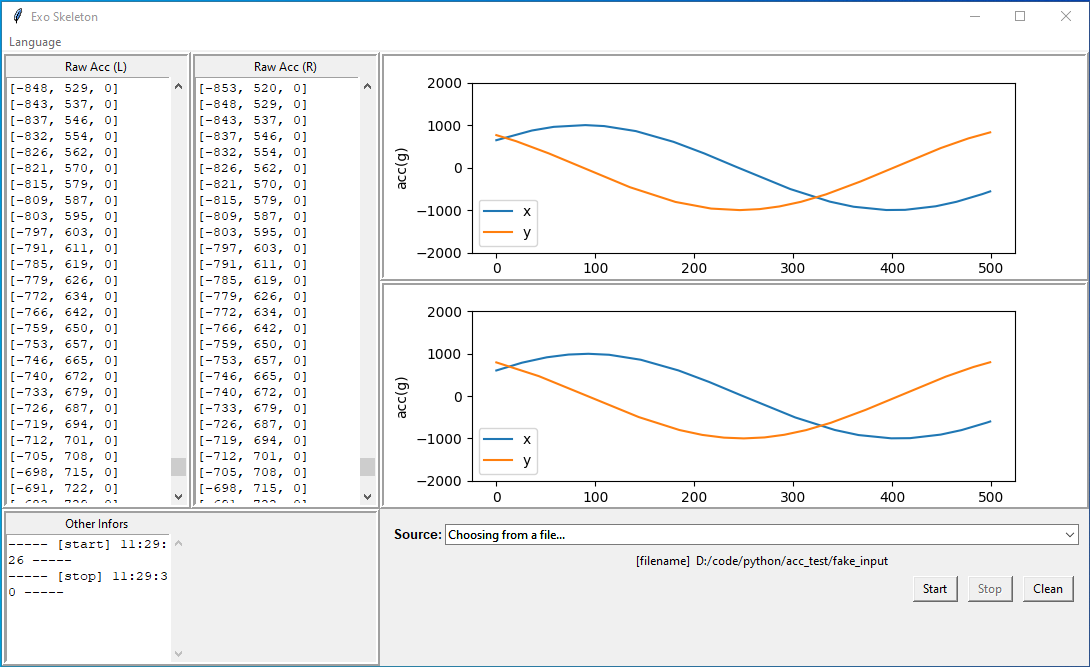 Exo Skeleton
Language
Raw Acc (L)
[-848, 529, 0]
[-843, 537, 0]
[-837, 546, 0]
[-832, 554, 0]
[-826, 562, 0]
[-821, 570, 0]
[-815, 579, 0]
[-809, 587, 0]
[-803, 595, 0]
[-797, 603, 0]
[-791, 611, 0]
[-785, 619, 0]
[-779, 626, 0]
[-772, 634, 0]
[-766, 642, 0]
[-759, 650, 0]
[-753, 657, 0]
[-746, 665, 0]
[-740, 672, 0]
[-733, 679, 0]
[-726, 687, 0]
[-719, 694, 0]
[-712, 701, 0]
[-705, 708, 0]
[-698, 715, 0]
[-691, 722, 0]
Raw Acc (R)
[-853, 520, 0]
[-848, 529, 0]
[-843, 537, 0]
[-837, 546, 0]
[-832, 554, 0]
[-826, 562, 0]
[-821, 570, 0]
[-815, 579, 0]
[-809, 587, 0]
[-803, 595, 0]
[-797, 603, 0]
[-791, 611, 0]
[-785, 619, 0]
[-779, 626, 0]
[-772, 634, 0]
[-766, 642, 0]
[-759, 650, 0]
[-753, 657, 0]
[-746, 665, 0]
[-740, 672, 0]
[-733, 679, 0]
[-726, 687, 0]
[-719, 694, 0]
[-712, 701, 0]
[-705, 708, 0]
[-698, 715, 0]
2000
1000
0
−1000
−2000
acc(g)
x
y
0 100 200 300 400 500
2000
1000
0
−1000
−2000
acc(g)
x
y
0 100 200 300 400 500
Other Infors
----- [start] 11:29:
26 -----
----- [stop] 11:29:3
0 -----
Source: Choosing from a file...
[filename] D:/code/python/acc_test/fake_input
Start Stop Clean